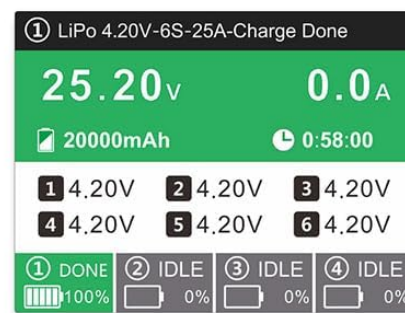 ① LiPo 4.20V-6S-25A-Charge Done
25.20V 0.0A
20000mAh 0:58:00
1 4.20V 2 4.20V 3 4.20V
4 4.20V 5 4.20V 6 4.20V
① DONE ② IDLE ③ IDLE ④ IDLE
100% 0% 0% 0%